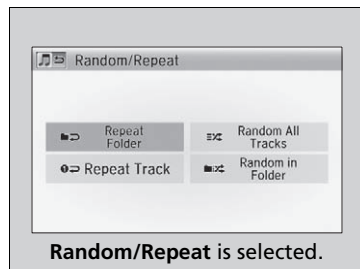 Random/Repeat
Repeat
Folder
Random All
Tracks
Repeat Track
Random in
Folder
Random/Repeat is selected.